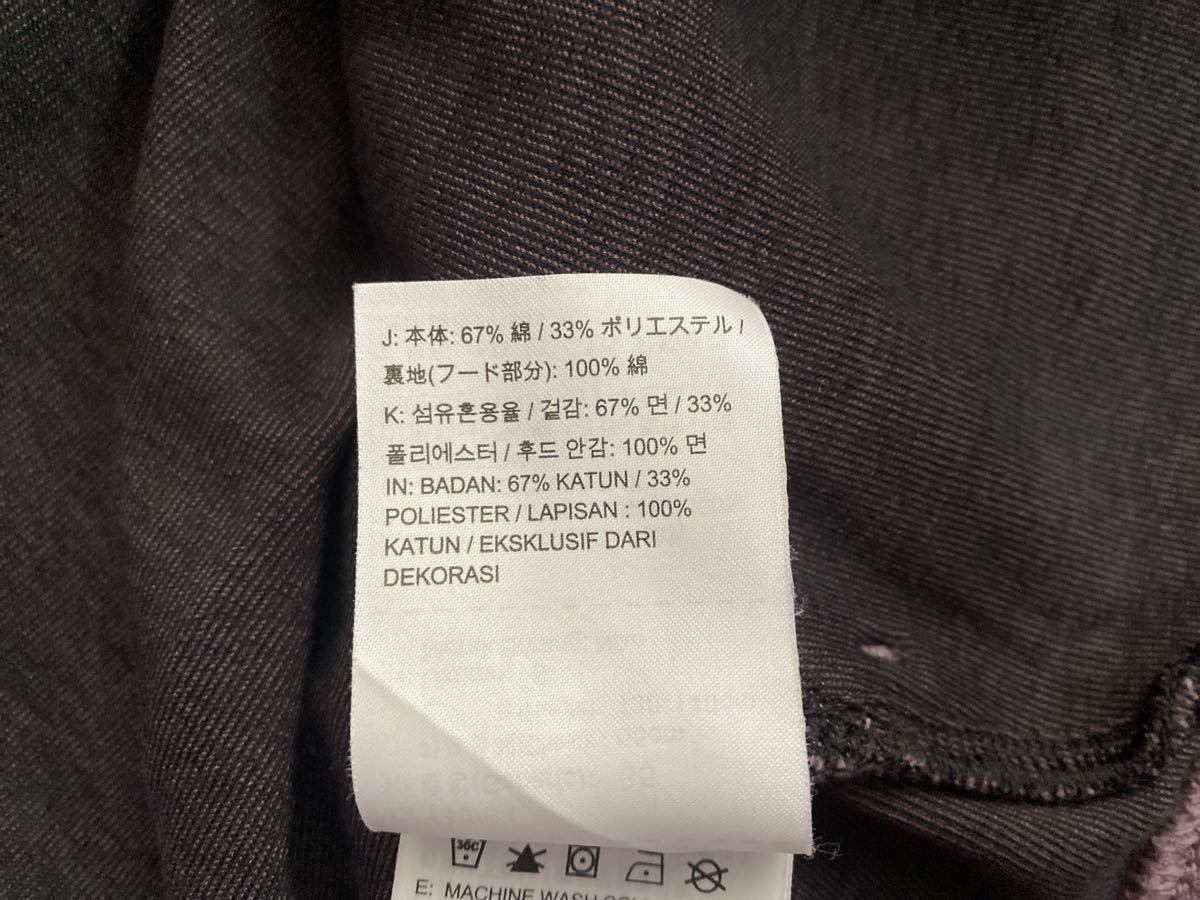 J: 本体: 67% 綿 / 33% ポリエステル /
裏地(フード部分): 100% 綿
K: 섬유혼용율 / 겉감: 67% 면 / 33%
폴리에스터 / 후드 안감: 100% 면
IN: BADAN: 67% KATUN / 33%
POLIESTER / LAPISAN : 100%
KATUN / EKSKLUSIF DARI
DEKORASI
30C
E: MACHINE WASH